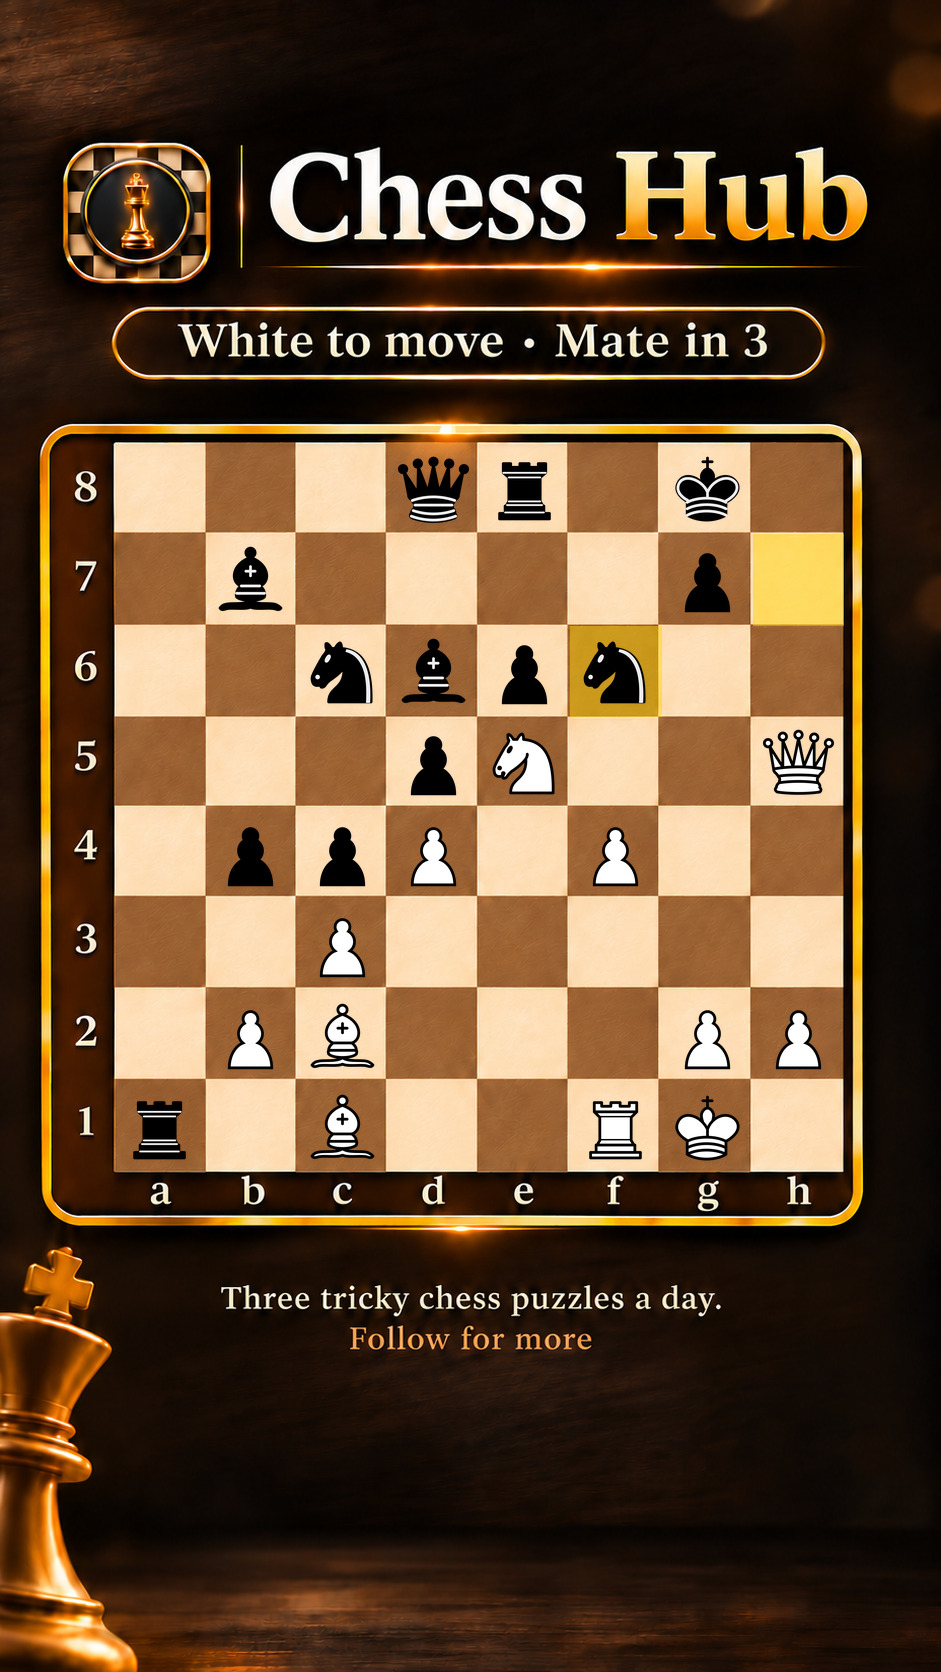 Chess Hub
White to move • Mate in 3
8
7
6
5
4
3
2
1
a b c d e f g h
Three tricky chess puzzles a day.
Follow for more